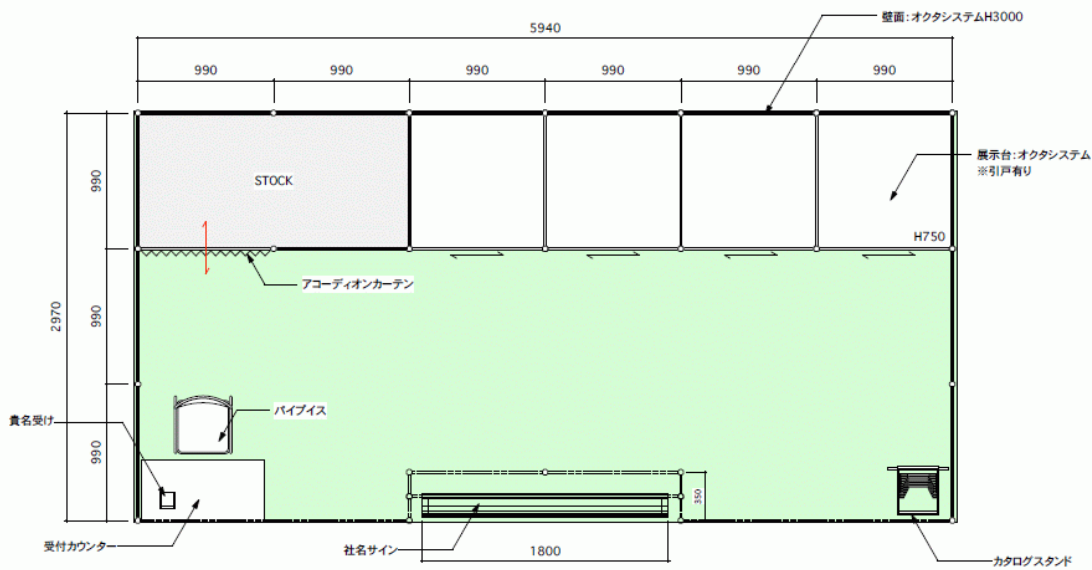 壁面：オクタシステムH3000
5940
990
990
990
990
990
990
展示台：オクタシステム
※引戸有り
990
STOCK
H750
アコーディオンカーテン
2970
990
パイプイス
貴名受け
990
350
受付カウンター
社名サイン
1800
カタログスタンド